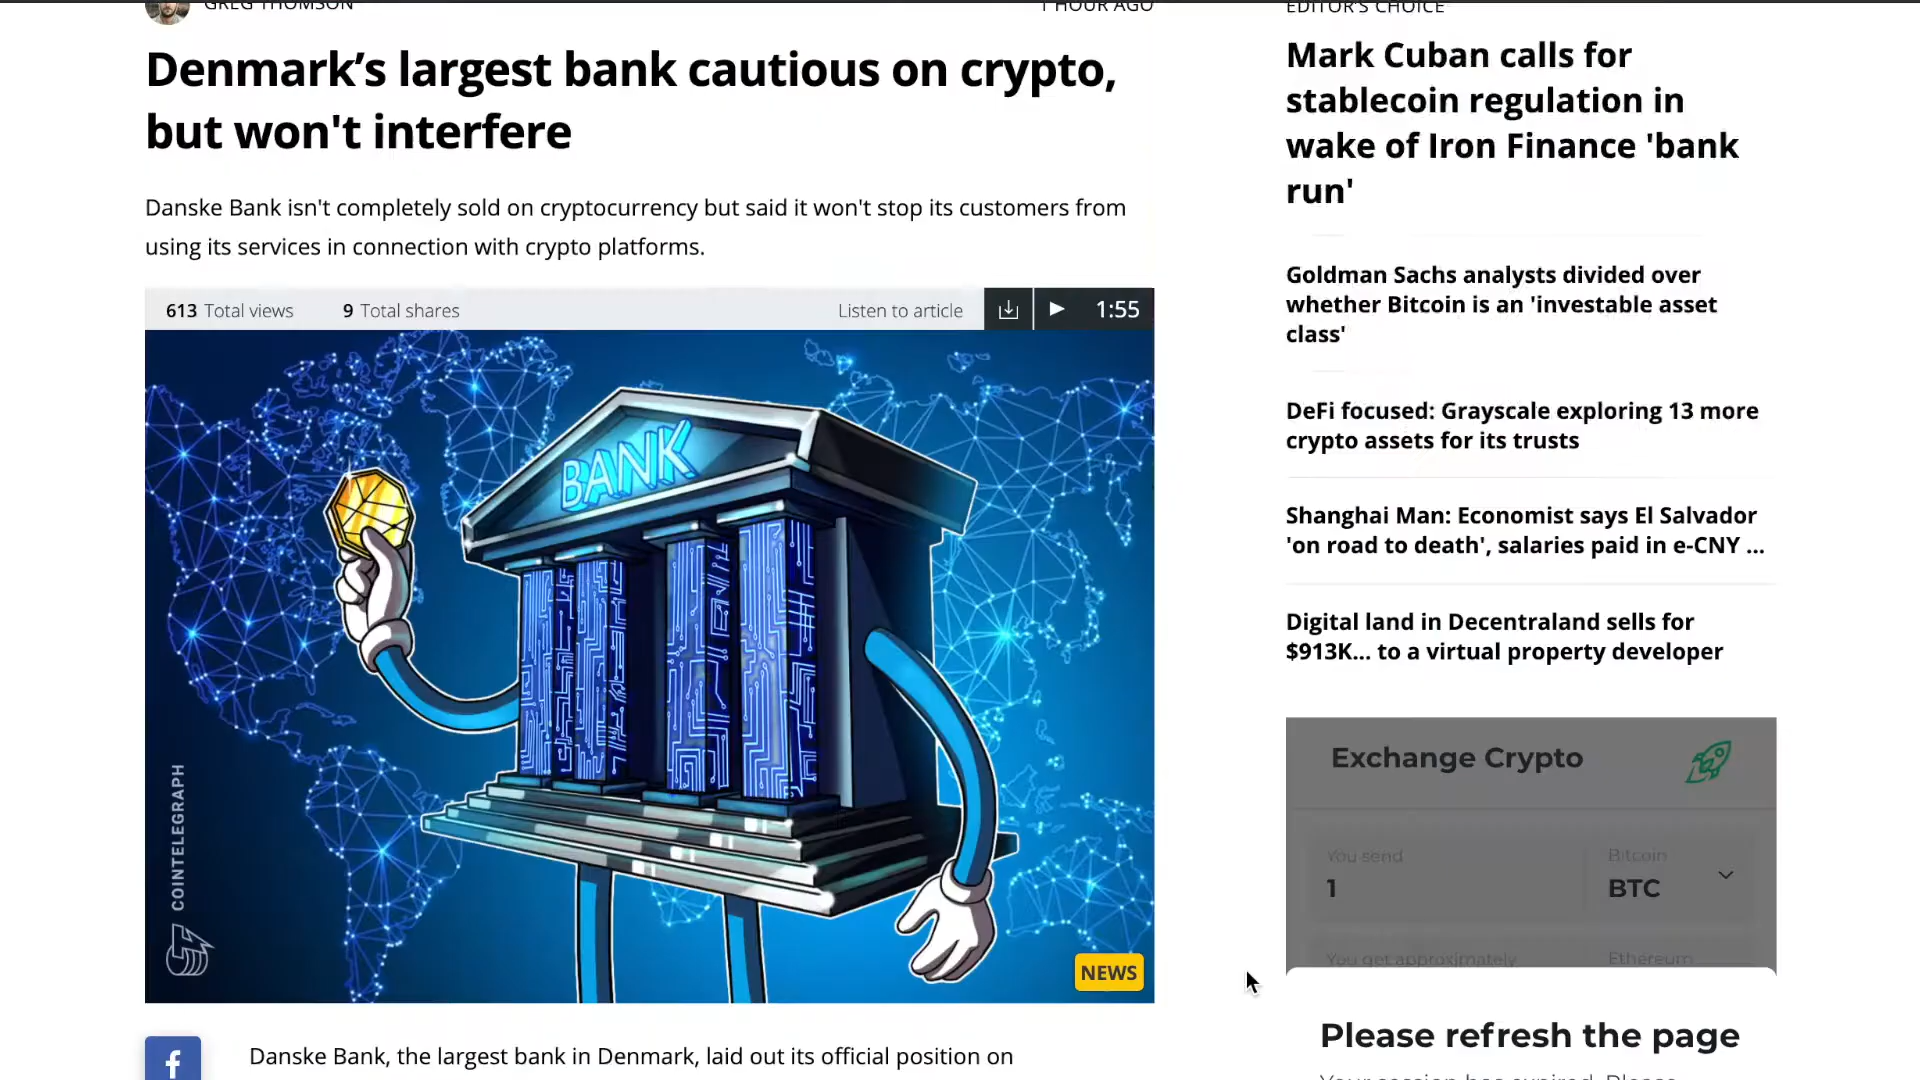 GREG THOMSON
1 HOUR AGO
Denmark’s largest bank cautious on crypto,
but won't interfere
Danske Bank isn't completely sold on cryptocurrency but said it won't stop its customers from
using its services in connection with crypto platforms.
613 Total views 9 Total shares Listen to article 1:55
BANK
COINTELEGRAPH
NEWS
Danske Bank, the largest bank in Denmark, laid out its official position on
EDITOR'S CHOICE
Mark Cuban calls for
stablecoin regulation in
wake of Iron Finance 'bank
run'
Goldman Sachs analysts divided over
whether Bitcoin is an 'investable asset
class'
DeFi focused: Grayscale exploring 13 more
crypto assets for its trusts
Shanghai Man: Economist says El Salvador
'on road to death', salaries paid in e-CNY ...
Digital land in Decentraland sells for
$913K... to a virtual property developer
Exchange Crypto
You send
1
Bitcoin
BTC
You get approximately
Ethereum
Please refresh the page
Your session has expired. Please